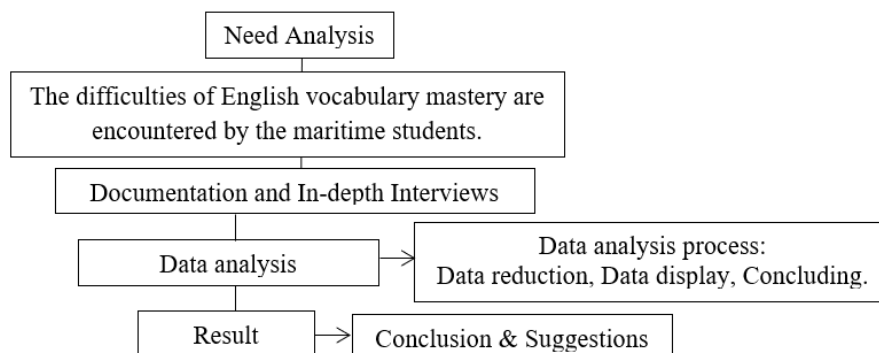 Need Analysis
The difficulties of English vocabulary mastery are
encountered by the maritime students.
Documentation and In-depth Interviews
Data analysis
Data analysis process:
Data reduction, Data display, Concluding.
Result
Conclusion & Suggestions